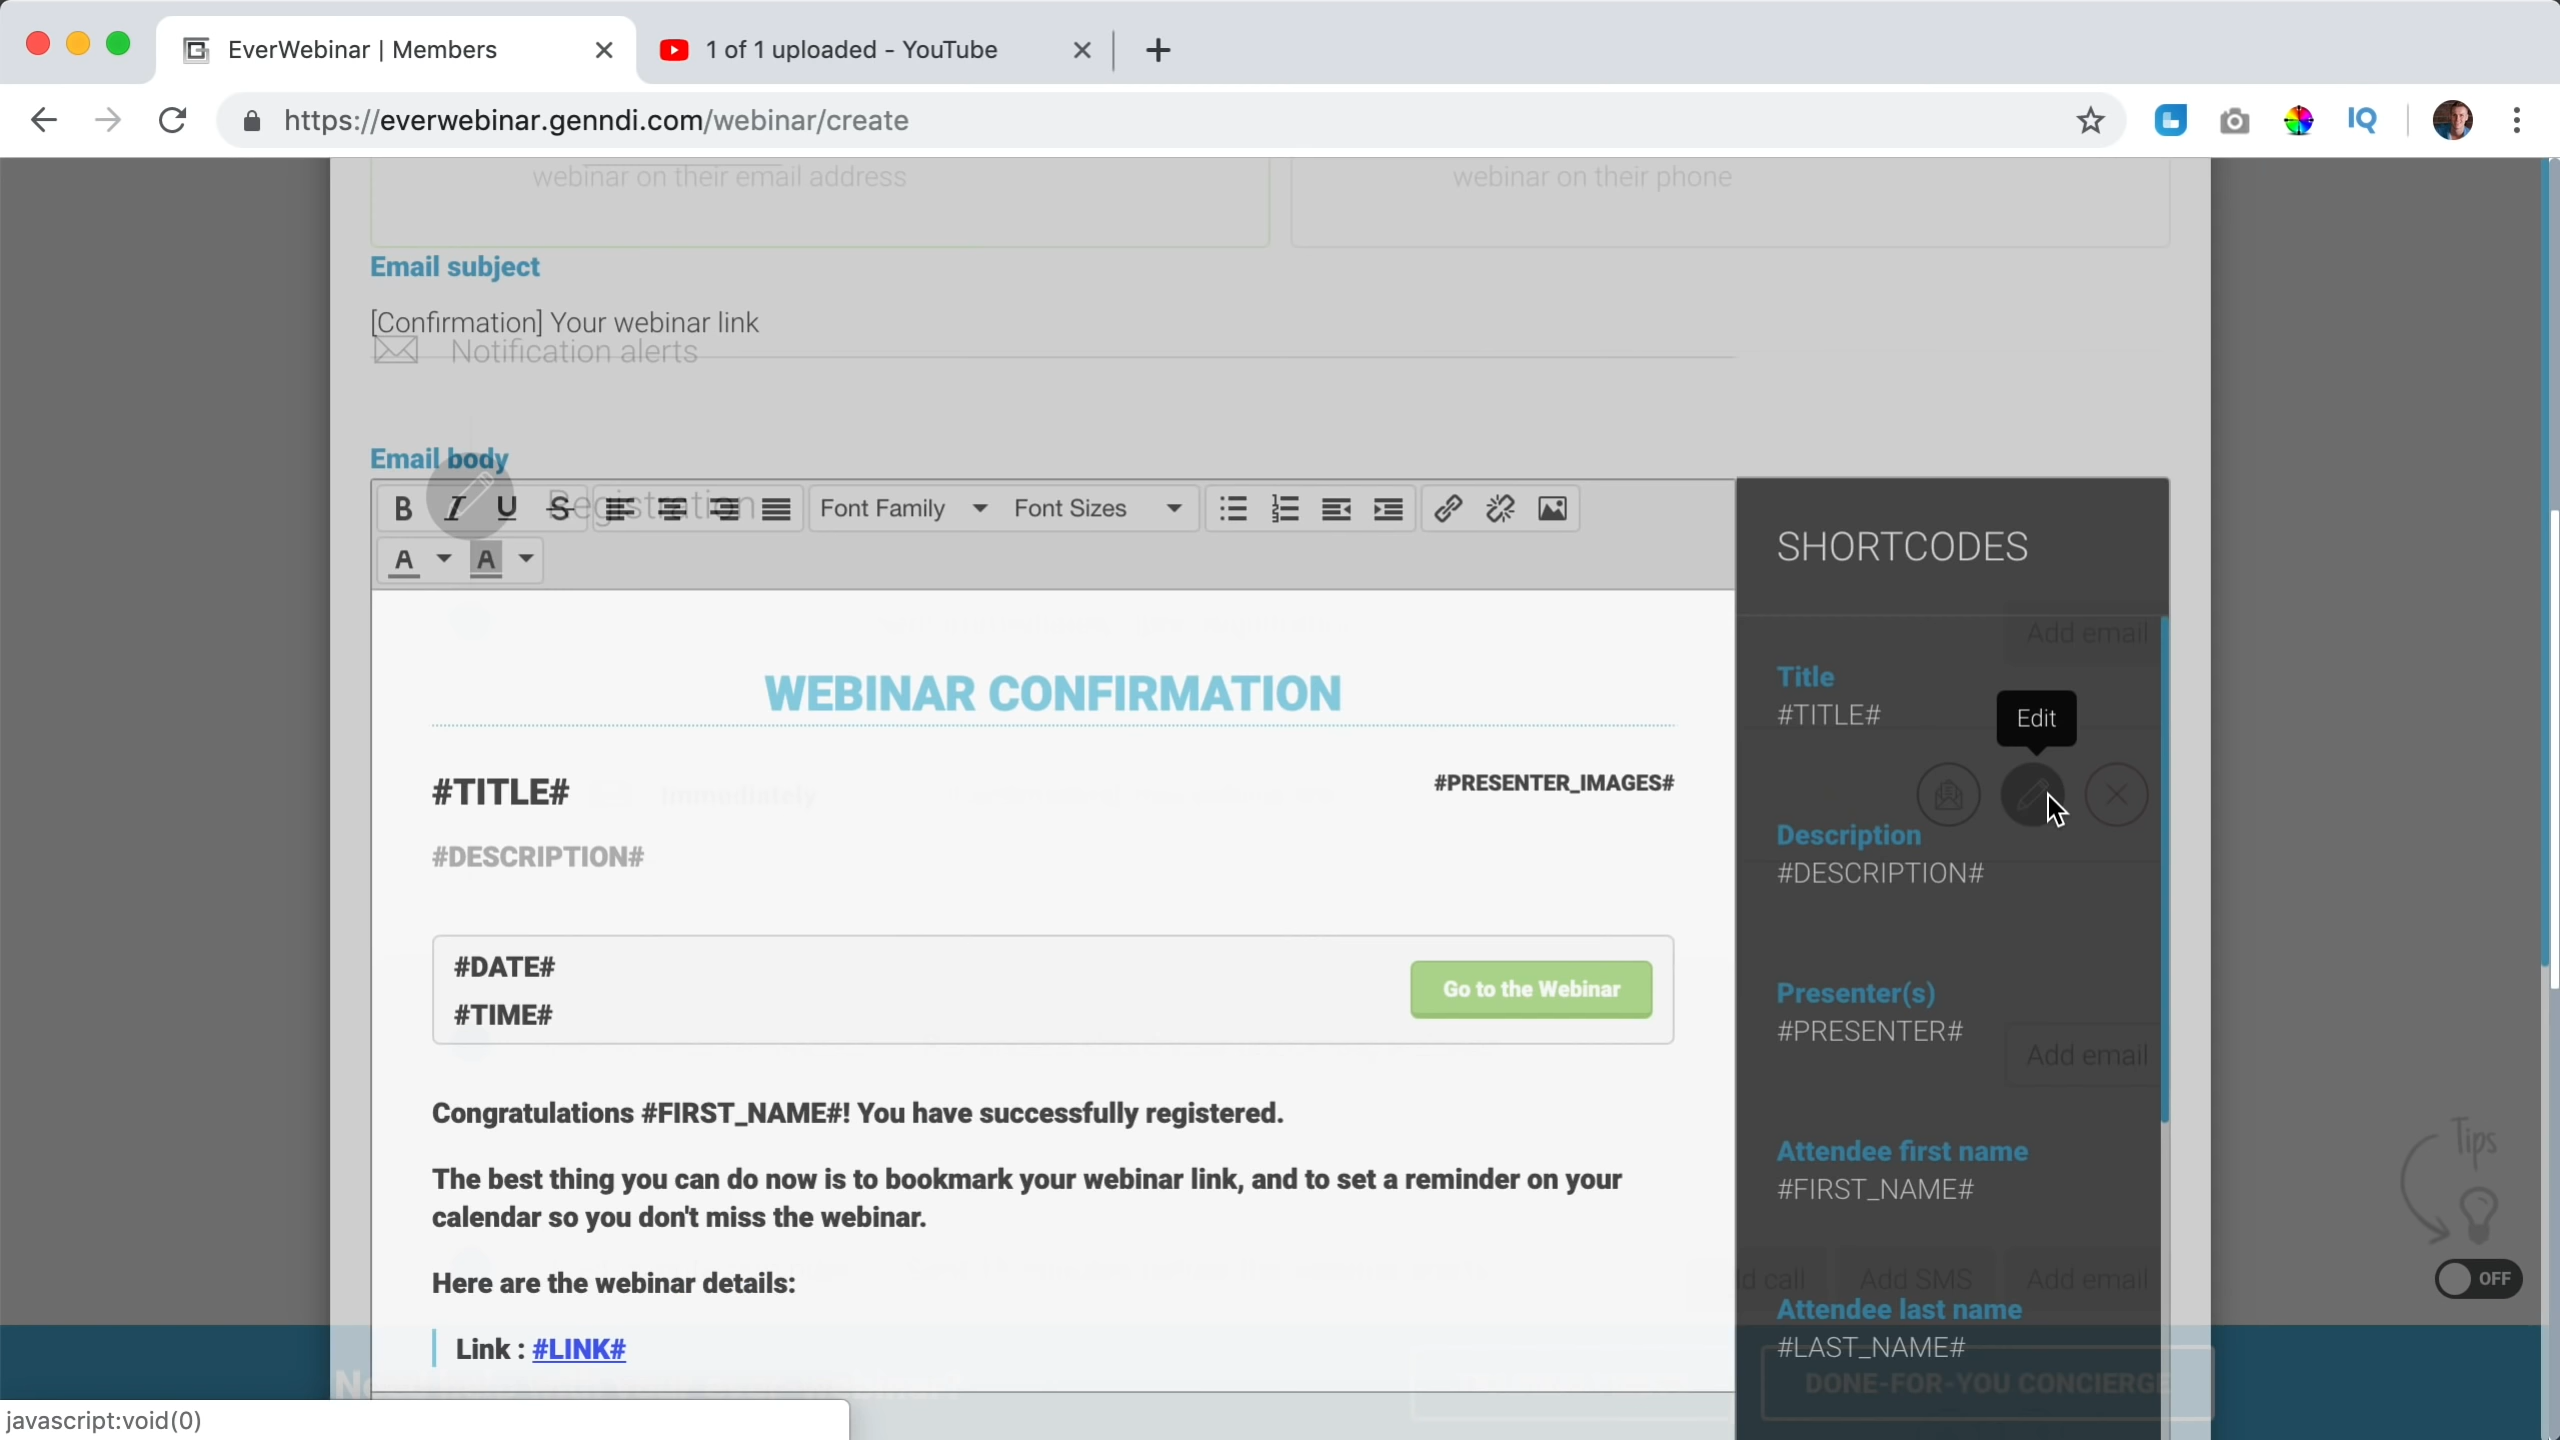 EverWebinar | Members
1 of 1 uploaded - YouTube
https://everwebinar.genndi.com/webinar/create
IQ
webinar on their email address
webinar on their phone
Email subject
[Confirmation] Your webinar link
Notification alerts
Email body
B I U S
Registration
Font Family
Font Sizes
A A
SHORTCODES
Add email
WEBINAR CONFIRMATION
Title
#TITLE#
Edit
#TITLE#
#PRESENTER_IMAGES#
Immediately
#DESCRIPTION#
Description
#DESCRIPTION#
#DATE#
#TIME#
Go to the Webinar
Presenter(s)
#PRESENTER#
Add email
Congratulations #FIRST_NAME#! You have successfully registered.
The best thing you can do now is to bookmark your webinar link, and to set a reminder on your
calendar so you don't miss the webinar.
Attendee first name
#FIRST_NAME#
Tips
OFF
Here are the webinar details:
Add SMS
Add email
Attendee last name
#LAST_NAME#
Link : #LINK#
DONE-FOR-YOU CONCIERGE
javascript:void(0)